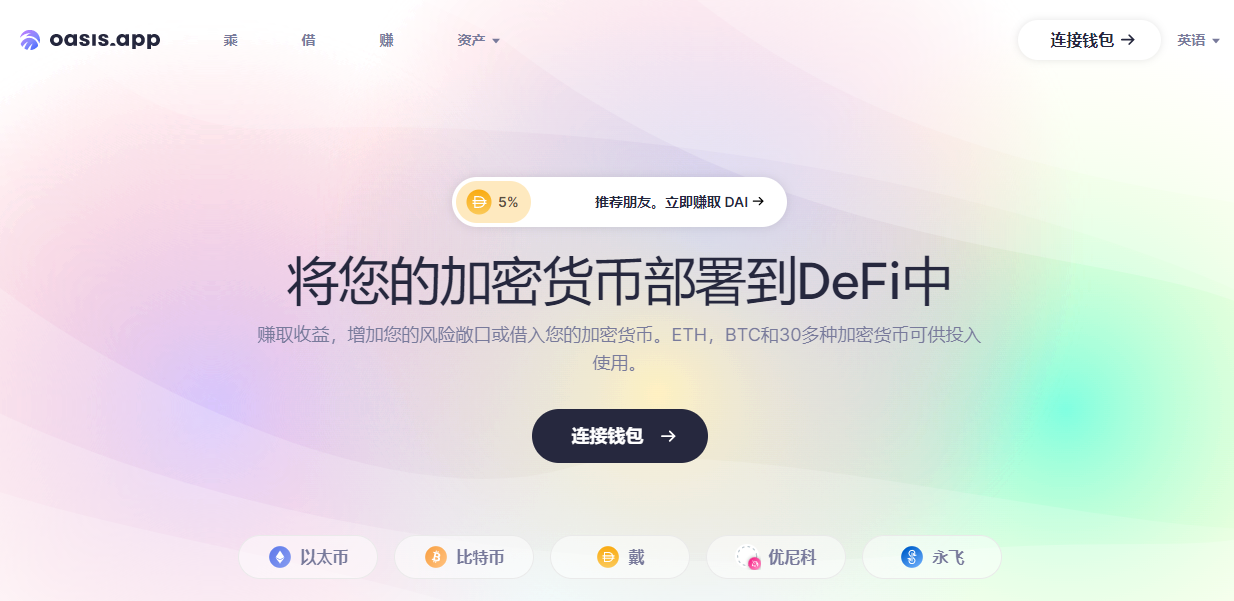 oasis.app 乘 借 赚 资产 连接钱包 → 英语
5% 推荐朋友。立即赚取 DAI →
将您的加密货币部署到DeFi中
赚取收益，增加您的风险敞口或借入您的加密货币。ETH，BTC和30多种加密货币可供投入
使用。
连接钱包 →
以太币 比特币 戴 优尼科 永飞